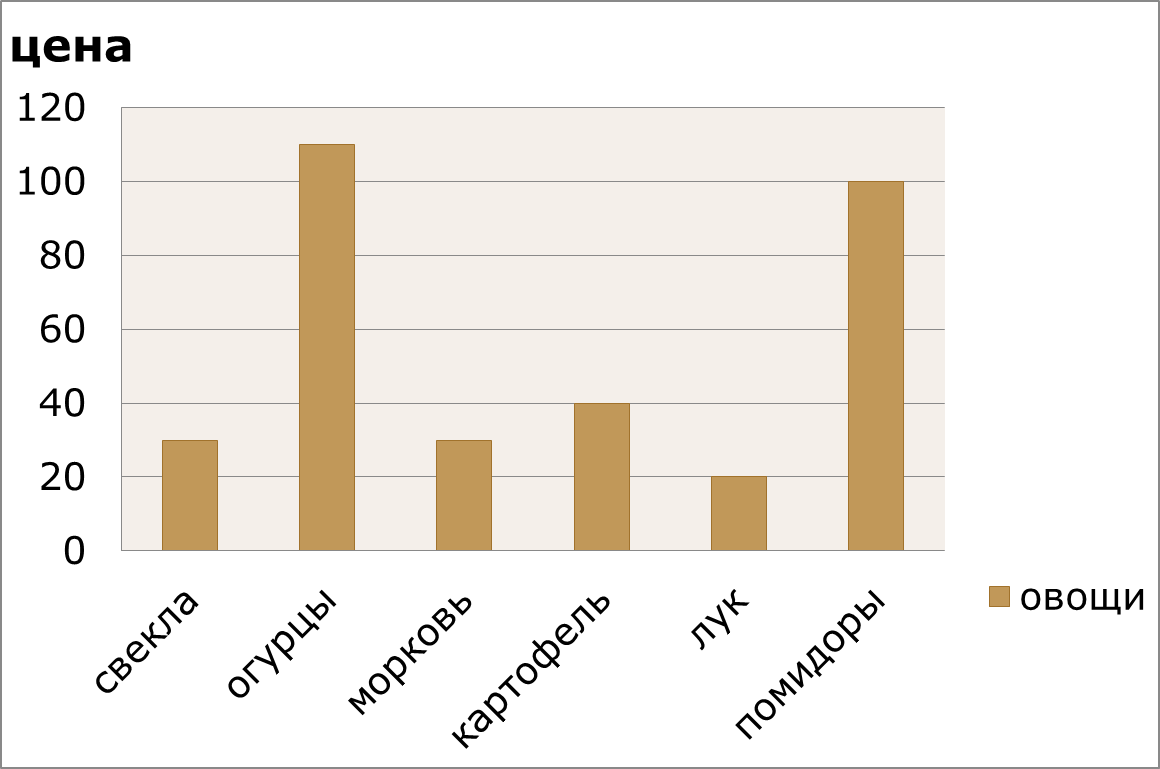 цена
120
100
80
60
40
20
0
свекла
огурцы
морковь
картофель
лук
помидоры
овощи